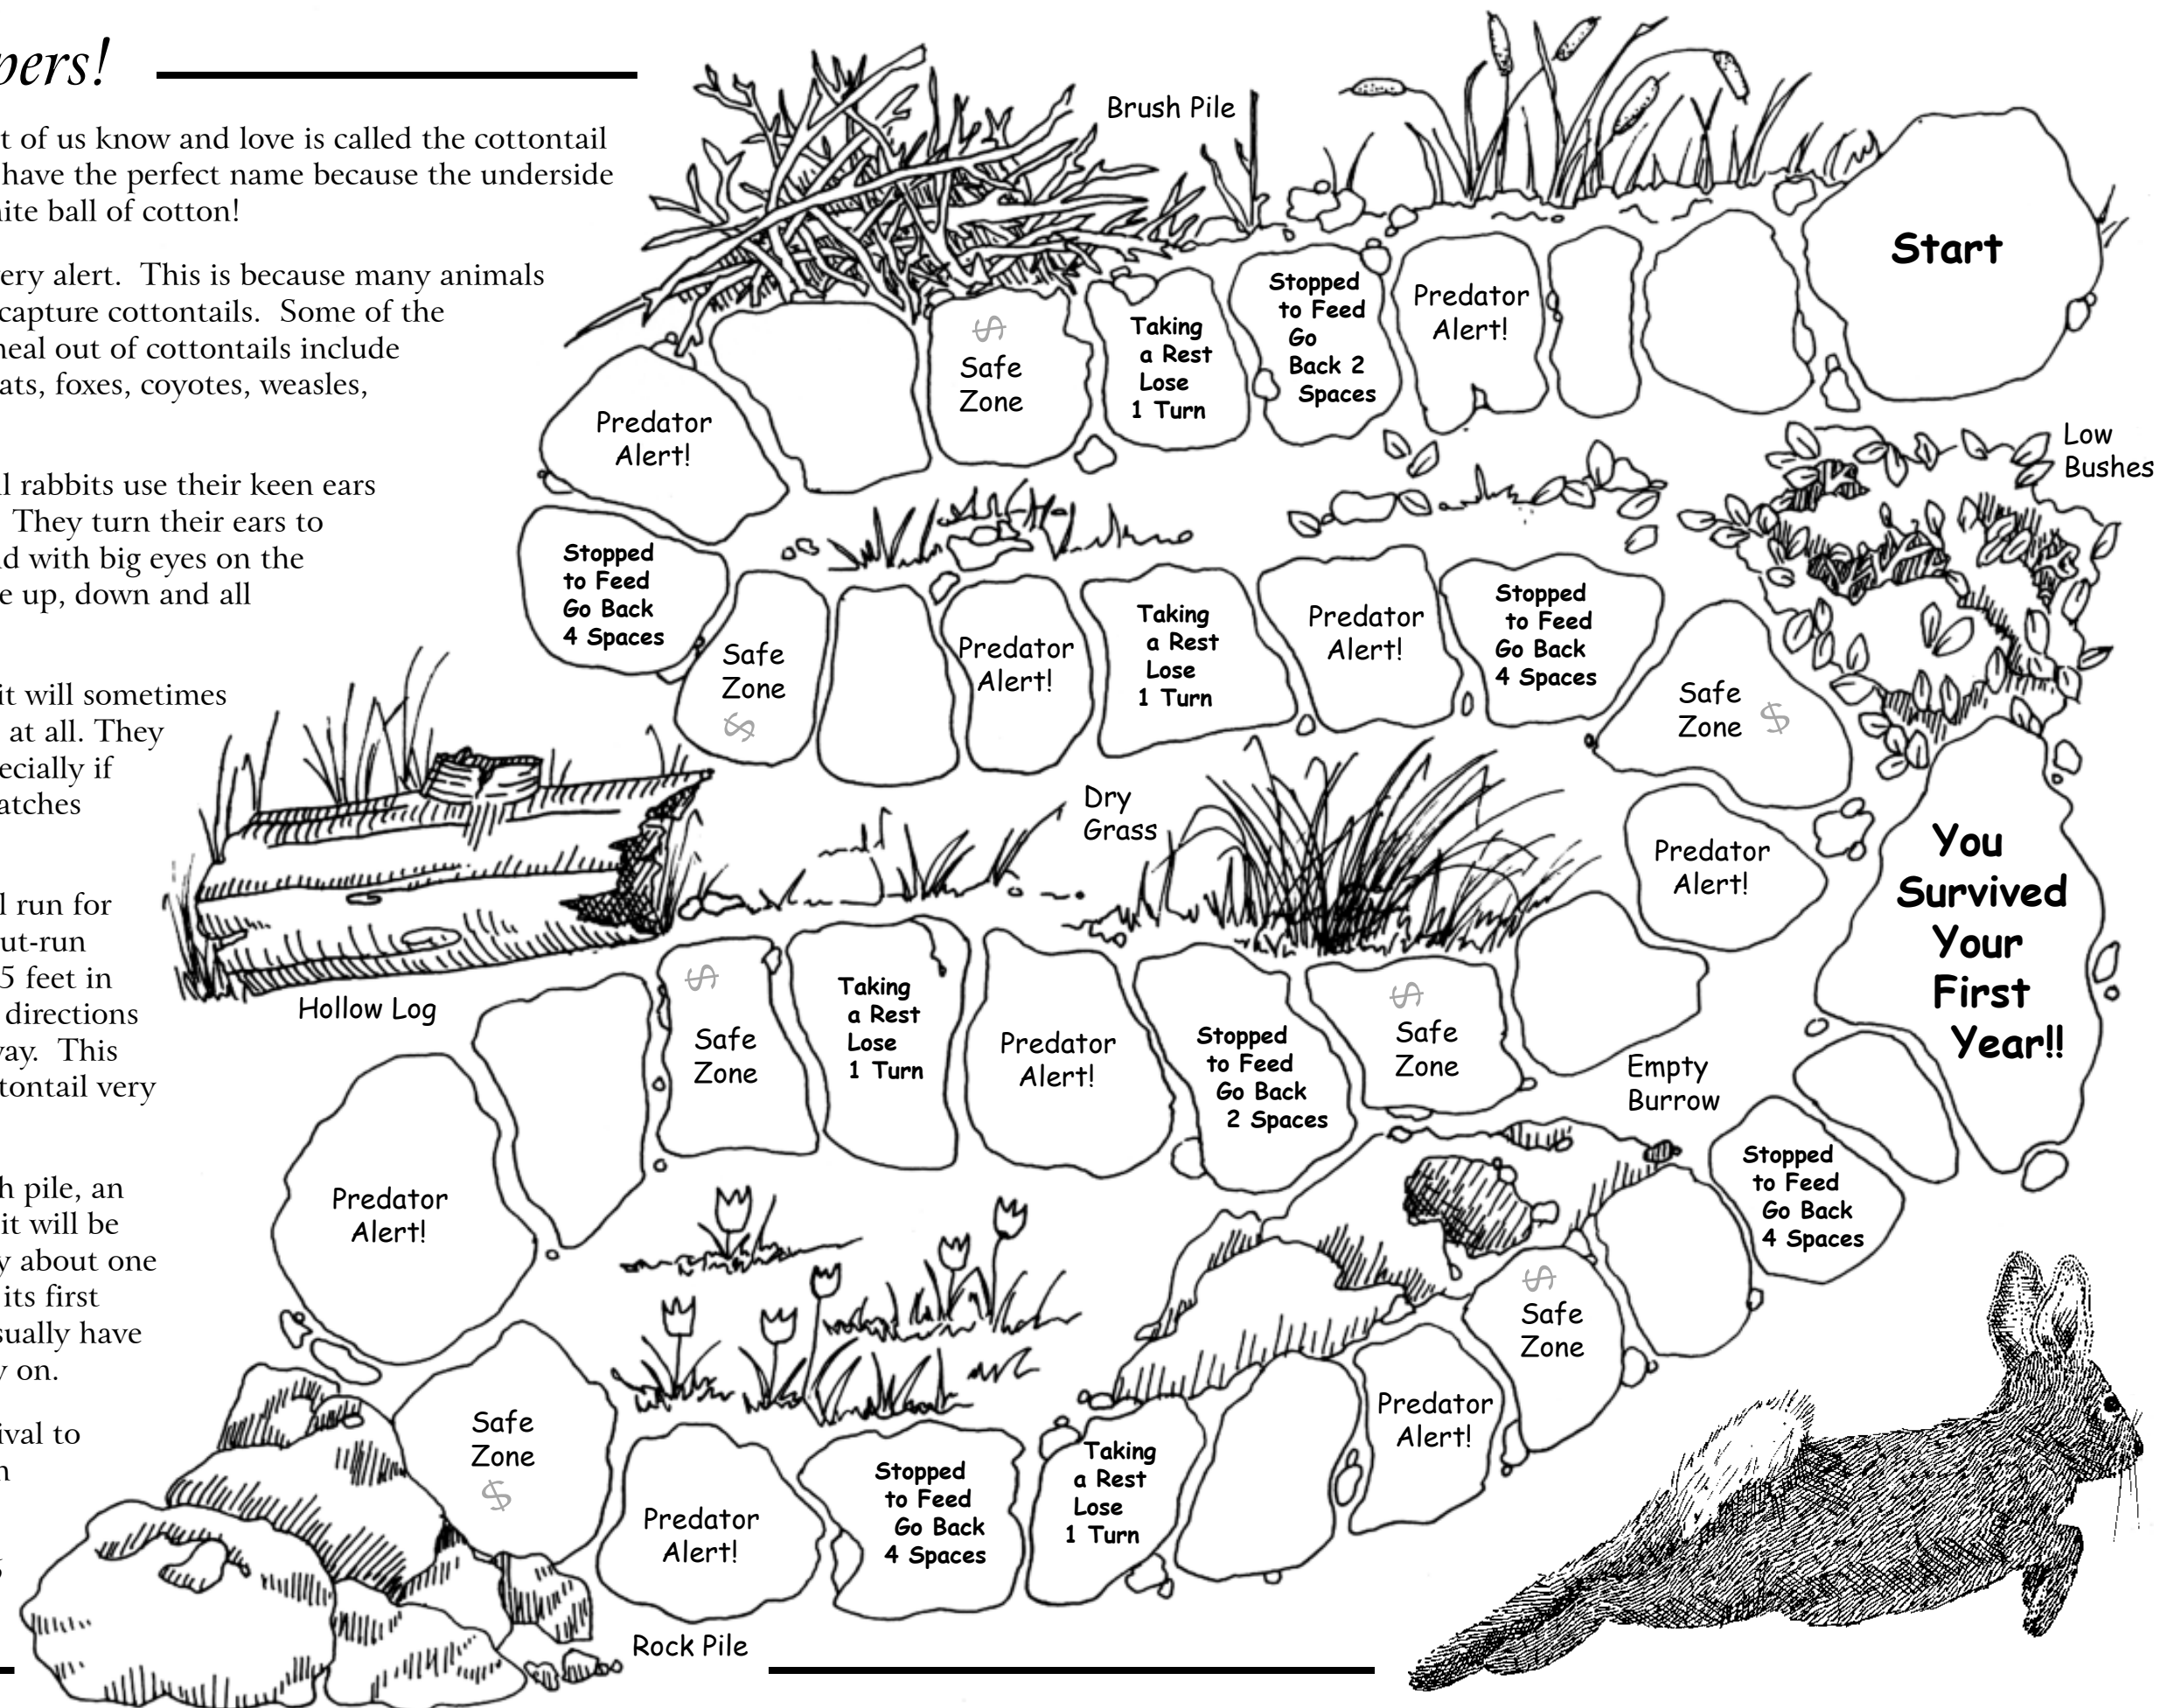 pers!
t of us know and love is called the cottontail
have the perfect name because the underside
ite ball of cotton!
ery alert. This is because many animals
capture cottontails. Some of the
neal out of cottontails include
ats, foxes, coyotes, weasles,
l rabbits use their keen ears
They turn their ears to
d with big eyes on the
e up, down and all
it will sometimes
at all. They
ecially if
atches
l run for
ut-run
5 feet in
directions
vay. This
tontail very
h pile, an
it will be
y about one
its first
sually have
y on.
ival to
n
Brush Pile
Start
Predator
Alert!
Stopped
to Feed
Go
Back 2
Spaces
Taking
a Rest
Lose
1 Turn
$
Safe
Zone
Predator
Alert!
Low
Bushes
Stopped
to Feed
Go Back
4 Spaces
Safe
Zone
$
Predator
Alert!
Taking
a Rest
Lose
1 Turn
Predator
Alert!
Stopped
to Feed
Go Back
4 Spaces
Safe
Zone $
Predator
Alert!
Dry
Grass
Hollow Log
$
Safe
Zone
Stopped
to Feed
Go Back
2 Spaces
Predator
Alert!
Taking
a Rest
Lose
1 Turn
$
Safe
Zone
Predator
Alert!
Empty
Burrow
Safe
Zone
$
Predator
Alert!
Stopped
to Feed
Go Back
4 Spaces
Taking
a Rest
Lose
1 Turn
Predator
Alert!
$
Safe
Zone
Stopped
to Feed
Go Back
4 Spaces
You
Survived
Your
First
Year!!
Rock Pile